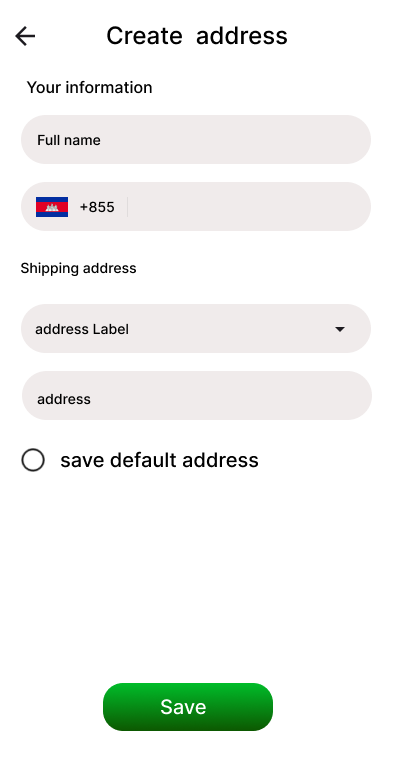 Create address
Your information
Full name
+855
Shipping address
address Label
address
save default address
Save